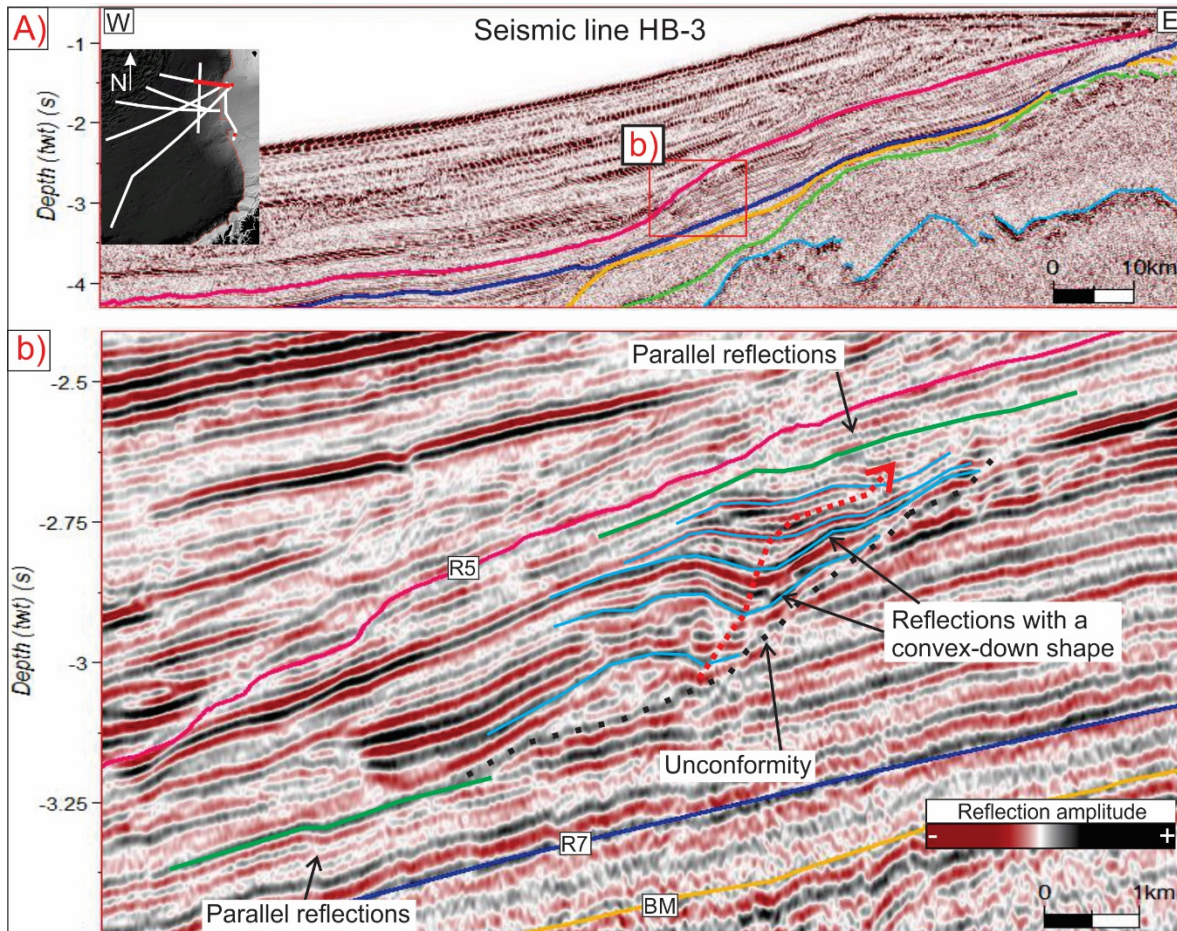 A)
W
Seismic line HB-3
E
Depth (twt) (s)
-1
-2
-3
-4
N
b)
0 10km
b)
Depth (twt) (s)
-2.5
-2.75
-3
-3.25
Parallel reflections
R5
Reflections with a
convex-down shape
Unconformity
Reflection amplitude
- +
R7
Parallel reflections
BM
0 1km